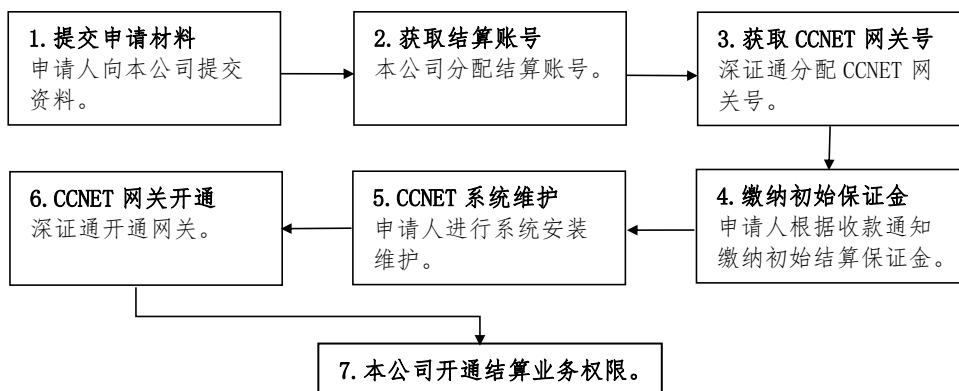 1.提交申请材料
申请人向本公司提交
资料。
2.获取结算账号
本公司分配结算账号。
3.获取 CCNET 网关号
深证通分配 CCNET 网
关号。
4.缴纳初始保证金
申请人根据收款通知
缴纳初始结算保证金。
5.CCNET 系统维护
申请人进行系统安装
维护。
6.CCNET 网关开通
深证通开通网关。
7.本公司开通结算业务权限。